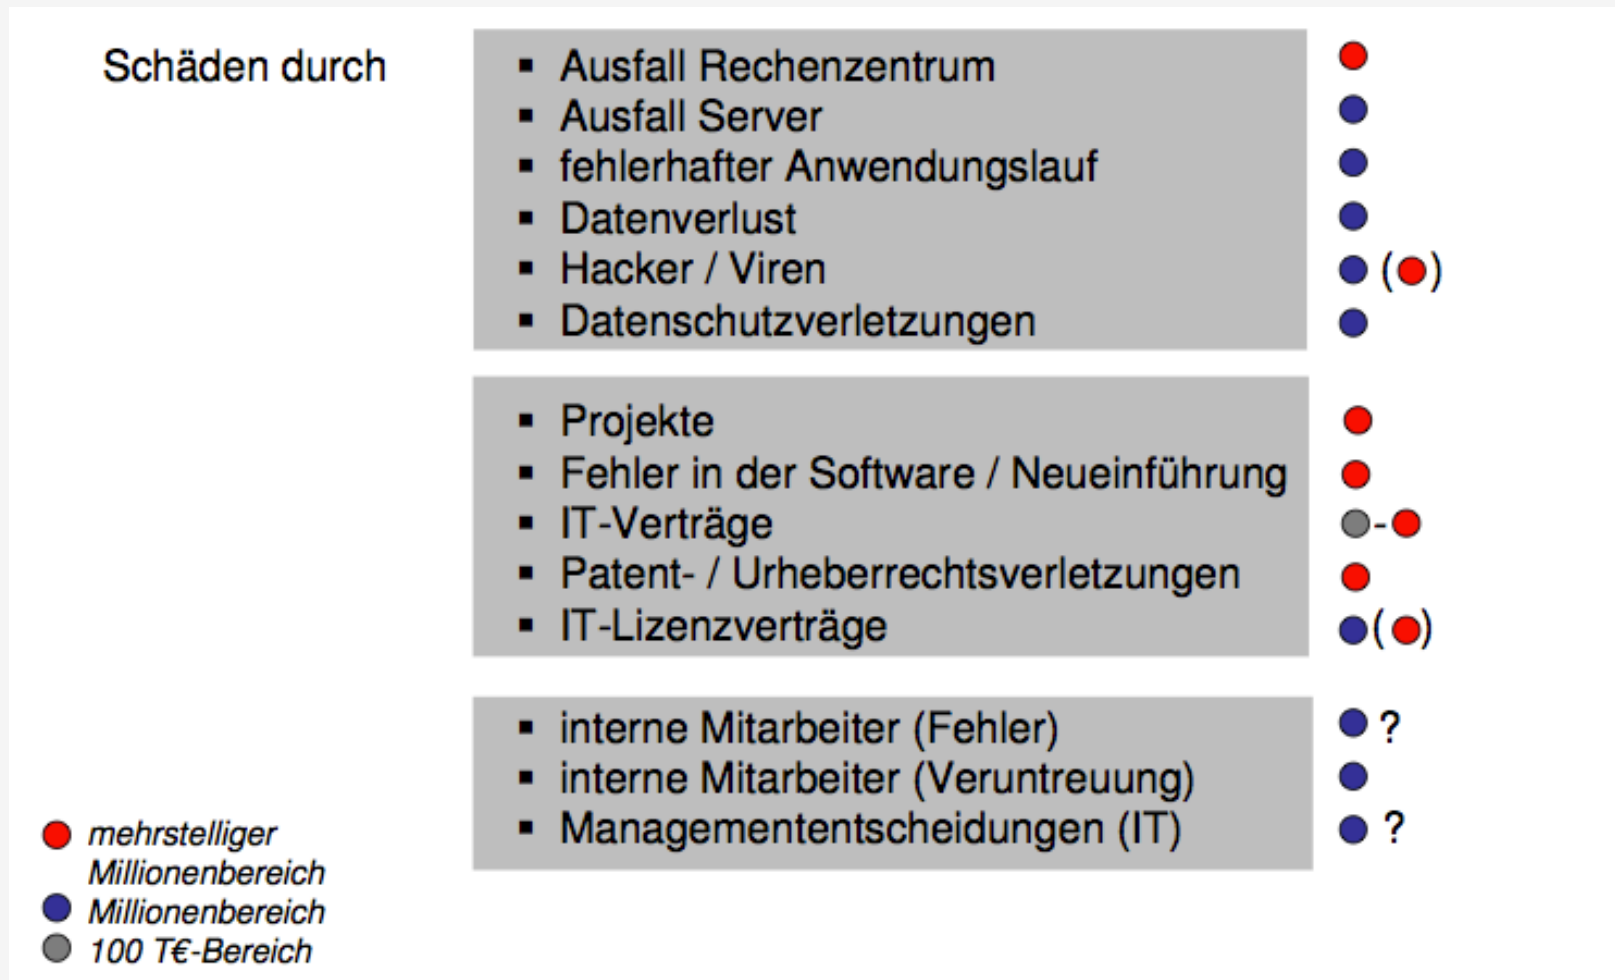 Schäden durch
▪ Ausfall Rechenzentrum
▪ Ausfall Server
▪ fehlerhafter Anwendungslauf
▪ Datenverlust
▪ Hacker / Viren ( )
▪ Datenschutzverletzungen
▪ Projekte
▪ Fehler in der Software / Neueinführung
▪ IT-Verträge -
▪ Patent- / Urheberrechtsverletzungen
▪ IT-Lizenzverträge ( )
▪ interne Mitarbeiter (Fehler) ?
▪ interne Mitarbeiter (Veruntreuung)
▪ Managemententscheidungen (IT) ?
mehrstelliger
Millionenbereich
Millionenbereich
100 T€-Bereich